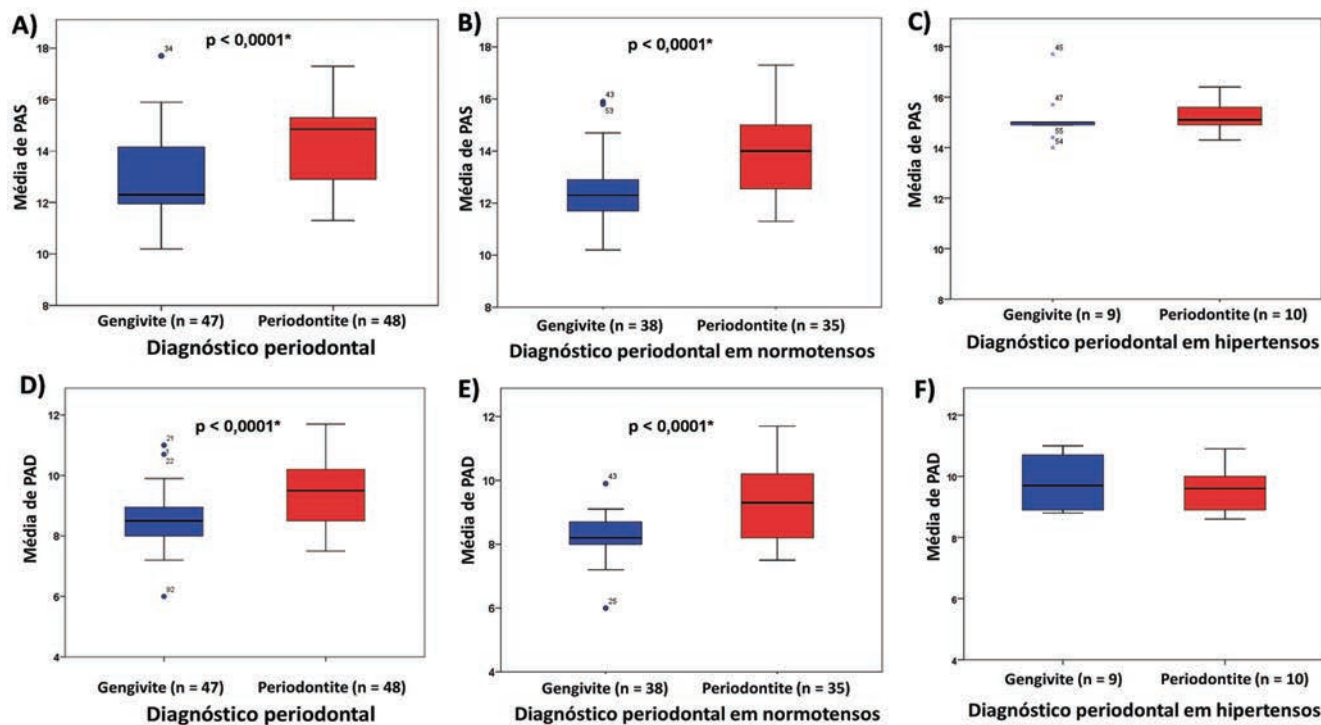 A)
p < 0,0001*
Média de PAS
18
16
14
12
10
8
34
Gengivite (n = 47)
Periodontite (n = 48)
Diagnóstico periodontal
B)
p < 0,0001*
Média de PAS
18
16
14
12
10
8
43
53
Gengivite (n = 38)
Periodontite (n = 35)
Diagnóstico periodontal em normotensos
C)
Média de PAS
18
16
14
12
10
8
45
47
55
54
Gengivite (n = 9)
Periodontite (n = 10)
Diagnóstico periodontal em hipertensos
D)
p < 0,0001*
Média de PAD
12
10
8
6
4
21
22
92
Gengivite (n = 47)
Periodontite (n = 48)
Diagnóstico periodontal
E)
p < 0,0001*
Média de PAD
12
10
8
6
4
43
25
Gengivite (n = 38)
Periodontite (n = 35)
Diagnóstico periodontal em normotensos
F)
Média de PAD
12
10
8
6
4
Gengivite (n = 9)
Periodontite (n = 10)
Diagnóstico periodontal em hipertensos